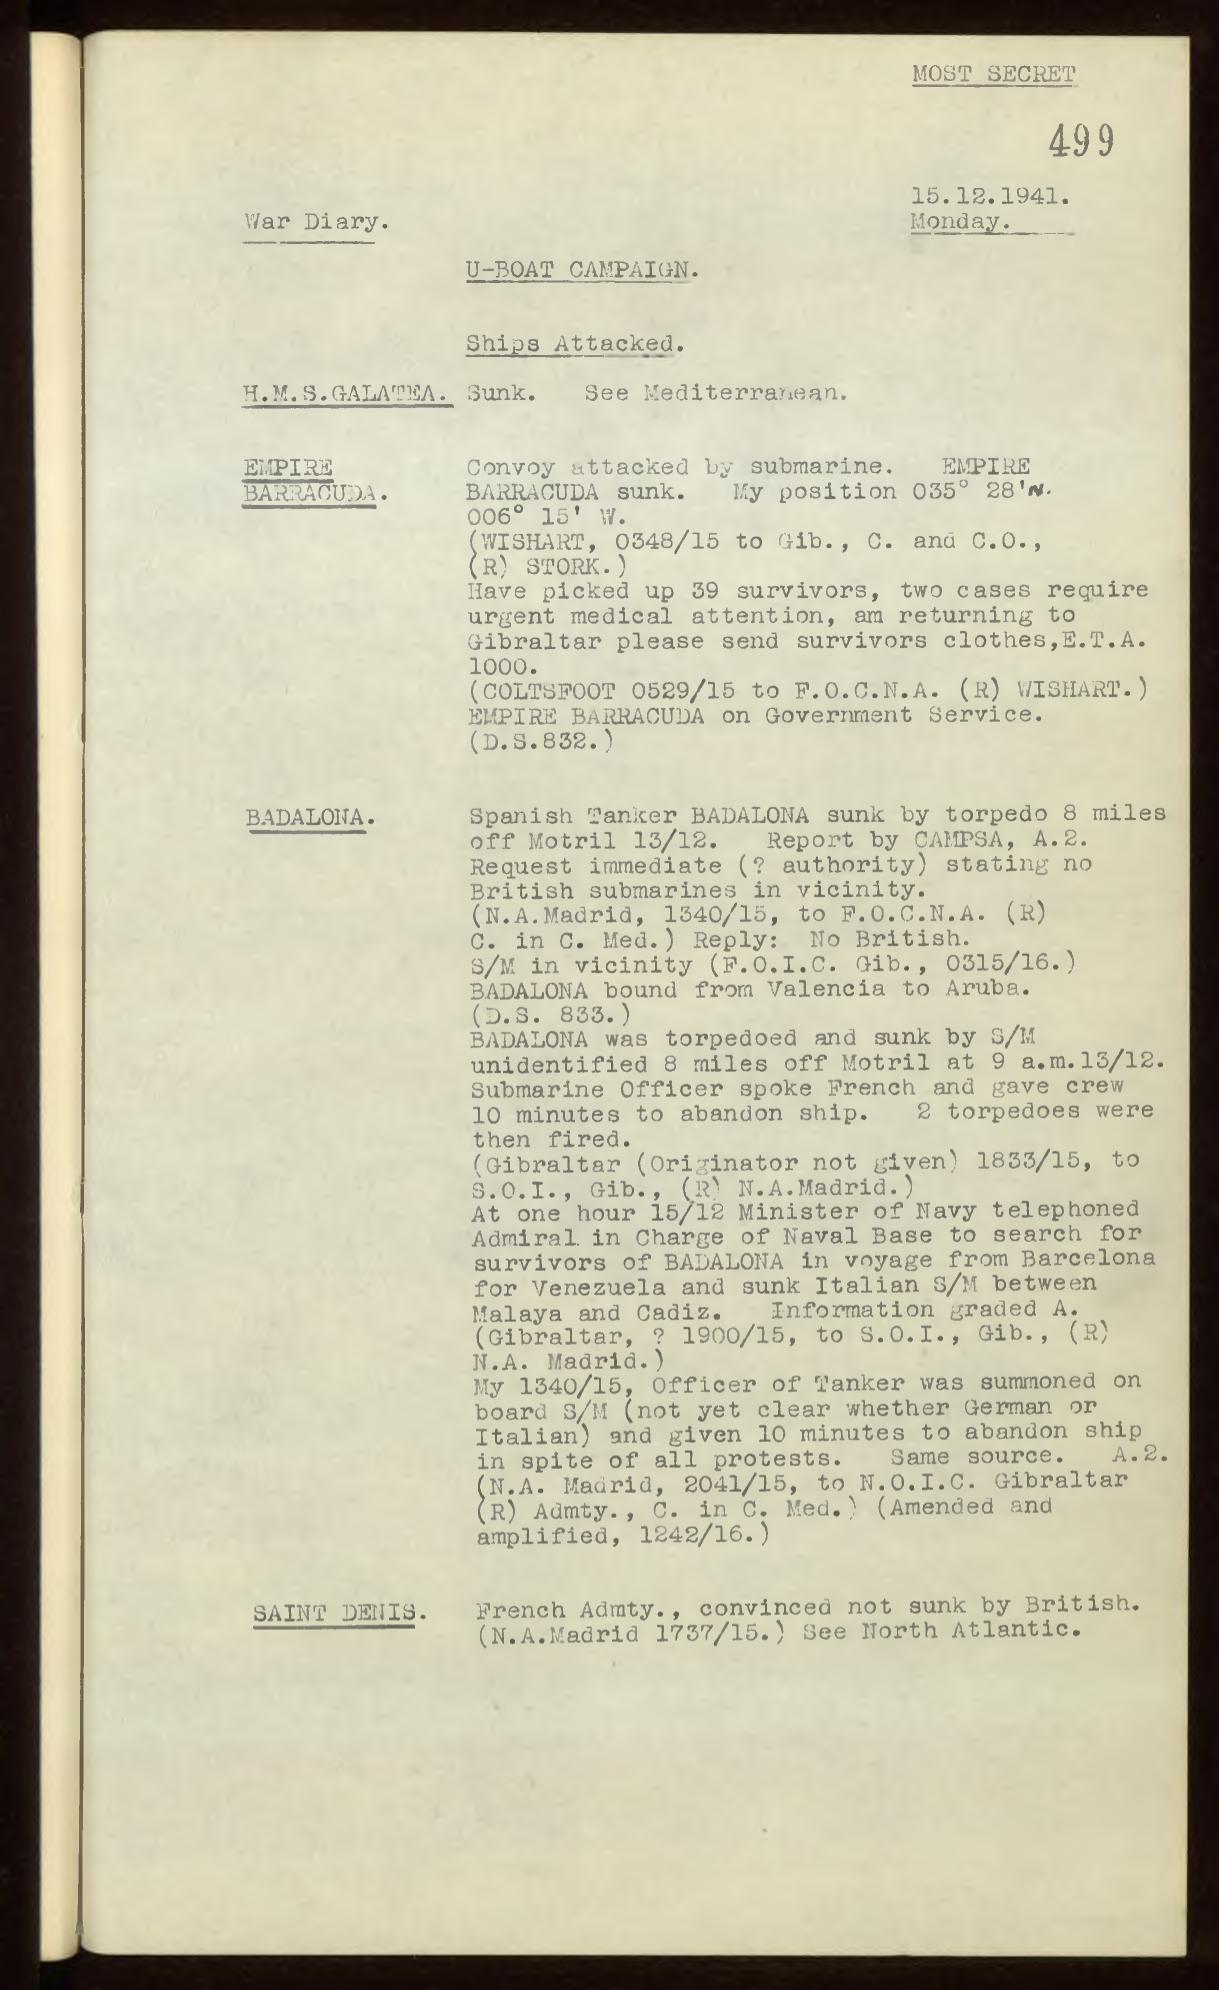 MOST SECRET
499
15.12.1941.
War Diary.
Monday.
U-BOAT CAMPAIGN.
Ships Attacked.
H.M.S.GALATEA. Sunk. See Mediterranean.
EMPIRE Convoy attacked by submarine. EMPIRE
BARRACUDA. BARRACUDA sunk. My position 035° 28'N.
006° 15' W.
(WISHART, 0348/15 to Gib., C. and C.O.,
(R) STORK.)
Have picked up 39 survivors, two cases require
urgent medical attention, am returning to
Gibraltar please send survivors clothes,E.T.A.
1000.
(COLTSFOOT 0529/15 to F.O.C.N.A. (R) WISHART.)
EMPIRE BARRACUDA on Government Service.
(D.S.832.)
BADALONA. Spanish Tanker BADALONA sunk by torpedo 8 miles
off Motril 13/12. Report by CAMPSA, A.2.
Request immediate (? authority) stating no
British submarines in vicinity.
(N.A.Madrid, 1340/15, to F.O.C.N.A. (R)
C. in C. Med.) Reply: No British.
S/M in vicinity (F.O.I.C. Gib., 0315/16.)
BADALONA bound from Valencia to Aruba.
(D.S. 833.)
BADALONA was torpedoed and sunk by S/M
unidentified 8 miles off Motril at 9 a.m.13/12.
Submarine Officer spoke French and gave crew
10 minutes to abandon ship. 2 torpedoes were
then fired.
(Gibraltar (Originator not given) 1833/15, to
S.O.I., Gib., (R) N.A.Madrid.)
At one hour 15/12 Minister of Navy telephoned
Admiral in Charge of Naval Base to search for
survivors of BADALONA in voyage from Barcelona
for Venezuela and sunk Italian S/M between
Malaya and Cadiz. Information graded A.
(Gibraltar, ? 1900/15, to S.O.I., Gib., (R)
N.A. Madrid.)
My 1340/15, Officer of Tanker was summoned on
board S/M (not yet clear whether German or
Italian) and given 10 minutes to abandon ship
in spite of all protests. Same source. A.2.
(N.A. Madrid, 2041/15, to N.O.I.C. Gibraltar
(R) Admty., C. in C. Med.) (Amended and
amplified, 1242/16.)
SAINT DENIS. French Admty., convinced not sunk by British.
(N.A.Madrid 1737/15.) See North Atlantic.